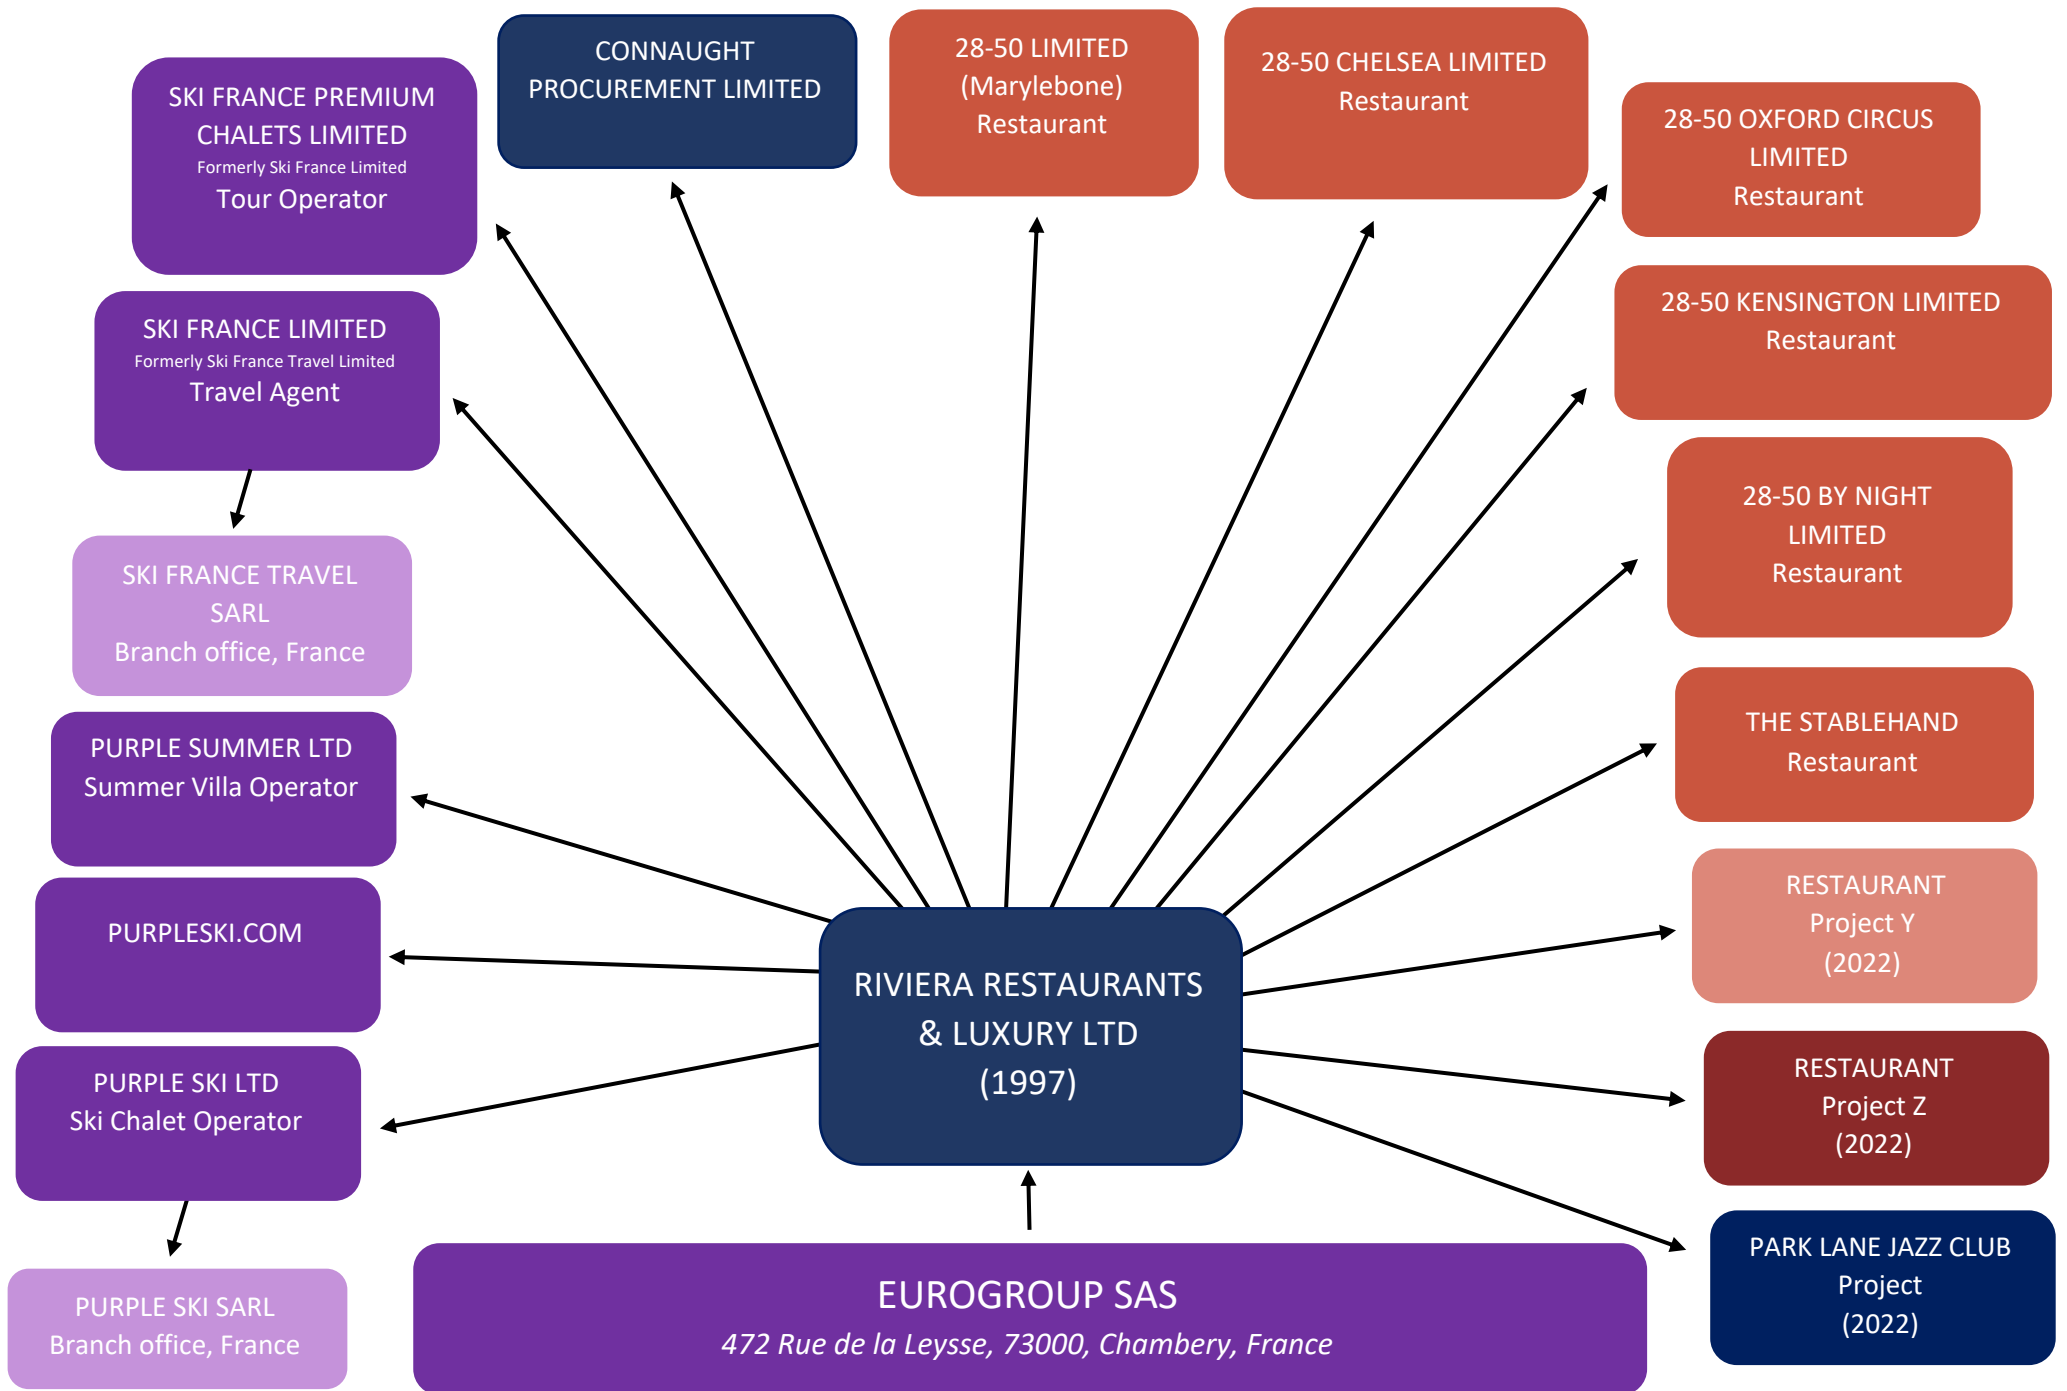 SKI FRANCE PREMIUM
CHALETS LIMITED
Formerly Ski France Limited
Tour Operator
CONNAUGHT
PROCUREMENT LIMITED
28-50 LIMITED
(Marylebone)
Restaurant
28-50 CHELSEA LIMITED
Restaurant
28-50 OXFORD CIRCUS
LIMITED
Restaurant
28-50 KENSINGTON LIMITED
Restaurant
28-50 BY NIGHT
LIMITED
Restaurant
THE STABLEHAND
Restaurant
RESTAURANT
Project Y
(2022)
RESTAURANT
Project Z
(2022)
PARK LANE JAZZ CLUB
Project
(2022)
SKI FRANCE LIMITED
Formerly Ski France Travel Limited
Travel Agent
SKI FRANCE TRAVEL
SARL
Branch office, France
PURPLE SUMMER LTD
Summer Villa Operator
PURPLESKI.COM
PURPLE SKI LTD
Ski Chalet Operator
PURPLE SKI SARL
Branch office, France
RIVIERA RESTAURANTS
& LUXURY LTD
(1997)
EUROGROUP SAS
472 Rue de la Leysse, 73000, Chambery, France